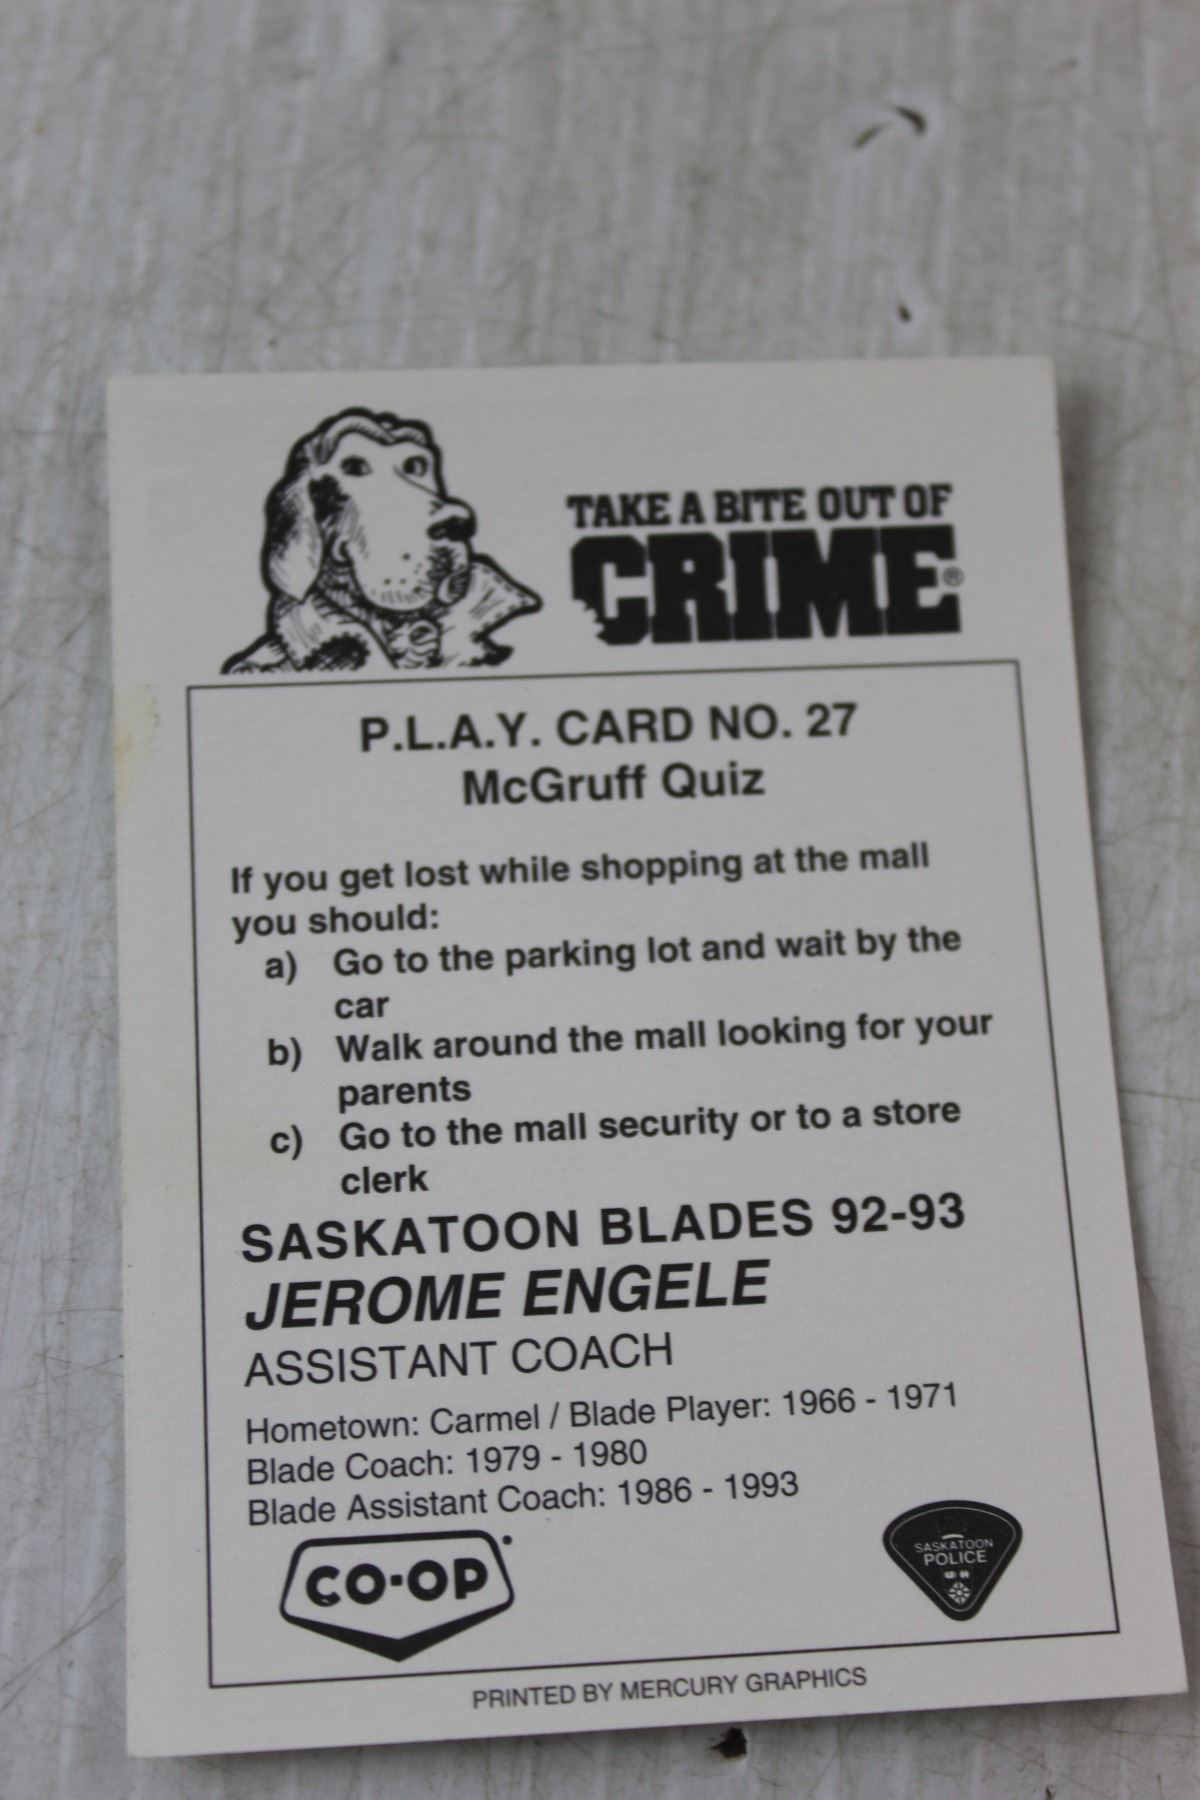 TAKE A BITE OUT OF
CRIME®
P.L.A.Y. CARD NO. 27
McGruff Quiz
If you get lost while shopping at the mall
you should:
a) Go to the parking lot and wait by the
car
b) Walk around the mall looking for your
parents
c) Go to the mall security or to a store
clerk
SASKATOON BLADES 92-93
JEROME ENGELE
ASSISTANT COACH
Hometown: Carmel / Blade Player: 1966 - 1971
Blade Coach: 1979 - 1980
Blade Assistant Coach: 1986 - 1993
CO-OP
SASKATOON
POLICE
PRINTED BY MERCURY GRAPHICS